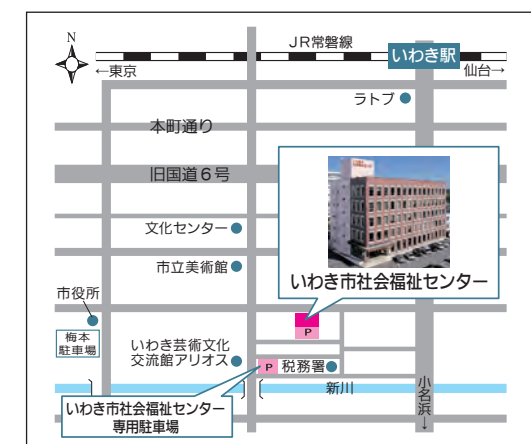 N
JR常磐線
いわき駅
←東京
仙台→
ラトブ
本町通り
旧国道6号
文化センター
市立美術館
いわき市社会福祉センター
市役所
梅本
駐車場
P
いわき芸術文化
交流館アリオス
P
税務署
新川
小名浜→
いわき市社会福祉センター
専用駐車場